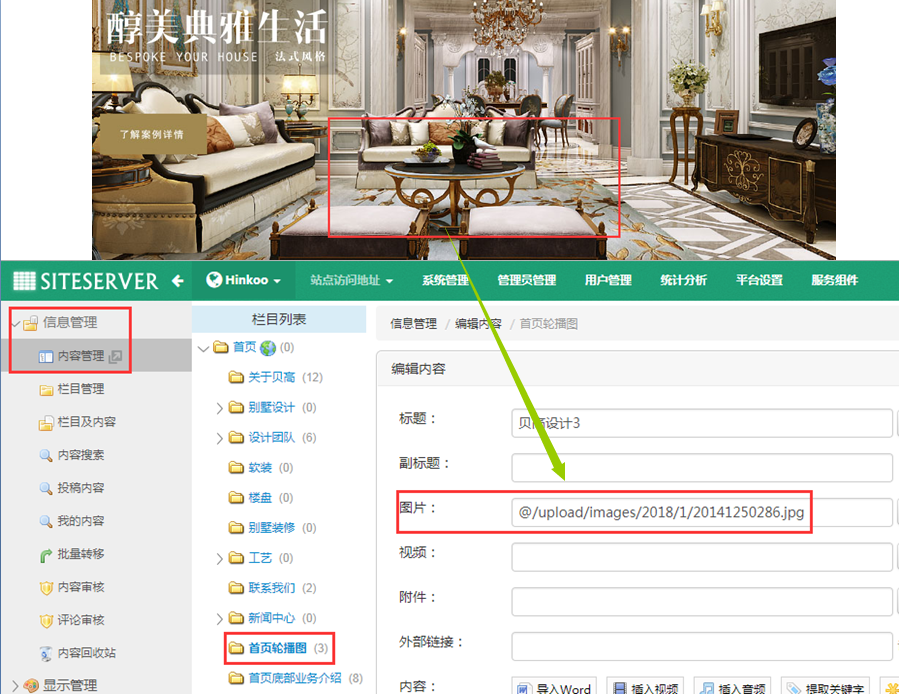 醇美典雅生活
BESPOKE YOUR HOUSE 法式风格
了解案例详情
SITESERVER Hinkoo 站点访问地址 系统管理 管理员管理 用户管理 统计分析 平台设置 服务组件
信息管理
内容管理
栏目管理
栏目及内容
内容搜索
投稿内容
我的内容
批量转移
内容审核
评论审核
内容回收站
显示管理
栏目列表
首页 (0)
关于贝高 (12)
别墅设计 (0)
设计团队 (6)
软装 (0)
楼盘 (0)
别墅装修 (0)
工艺 (0)
联系我们 (2)
新闻中心 (0)
首页轮播图 (3)
首页底部业务介绍 (8)
信息管理 / 编辑内容 / 首页轮播图
编辑内容
标题： 贝高设计3
副标题：
图片： @/upload/images/2018/1/20141250286.jpg
视频：
附件：
外部链接：
内容： 导入Word 插入视频 插入音频 提取关键字